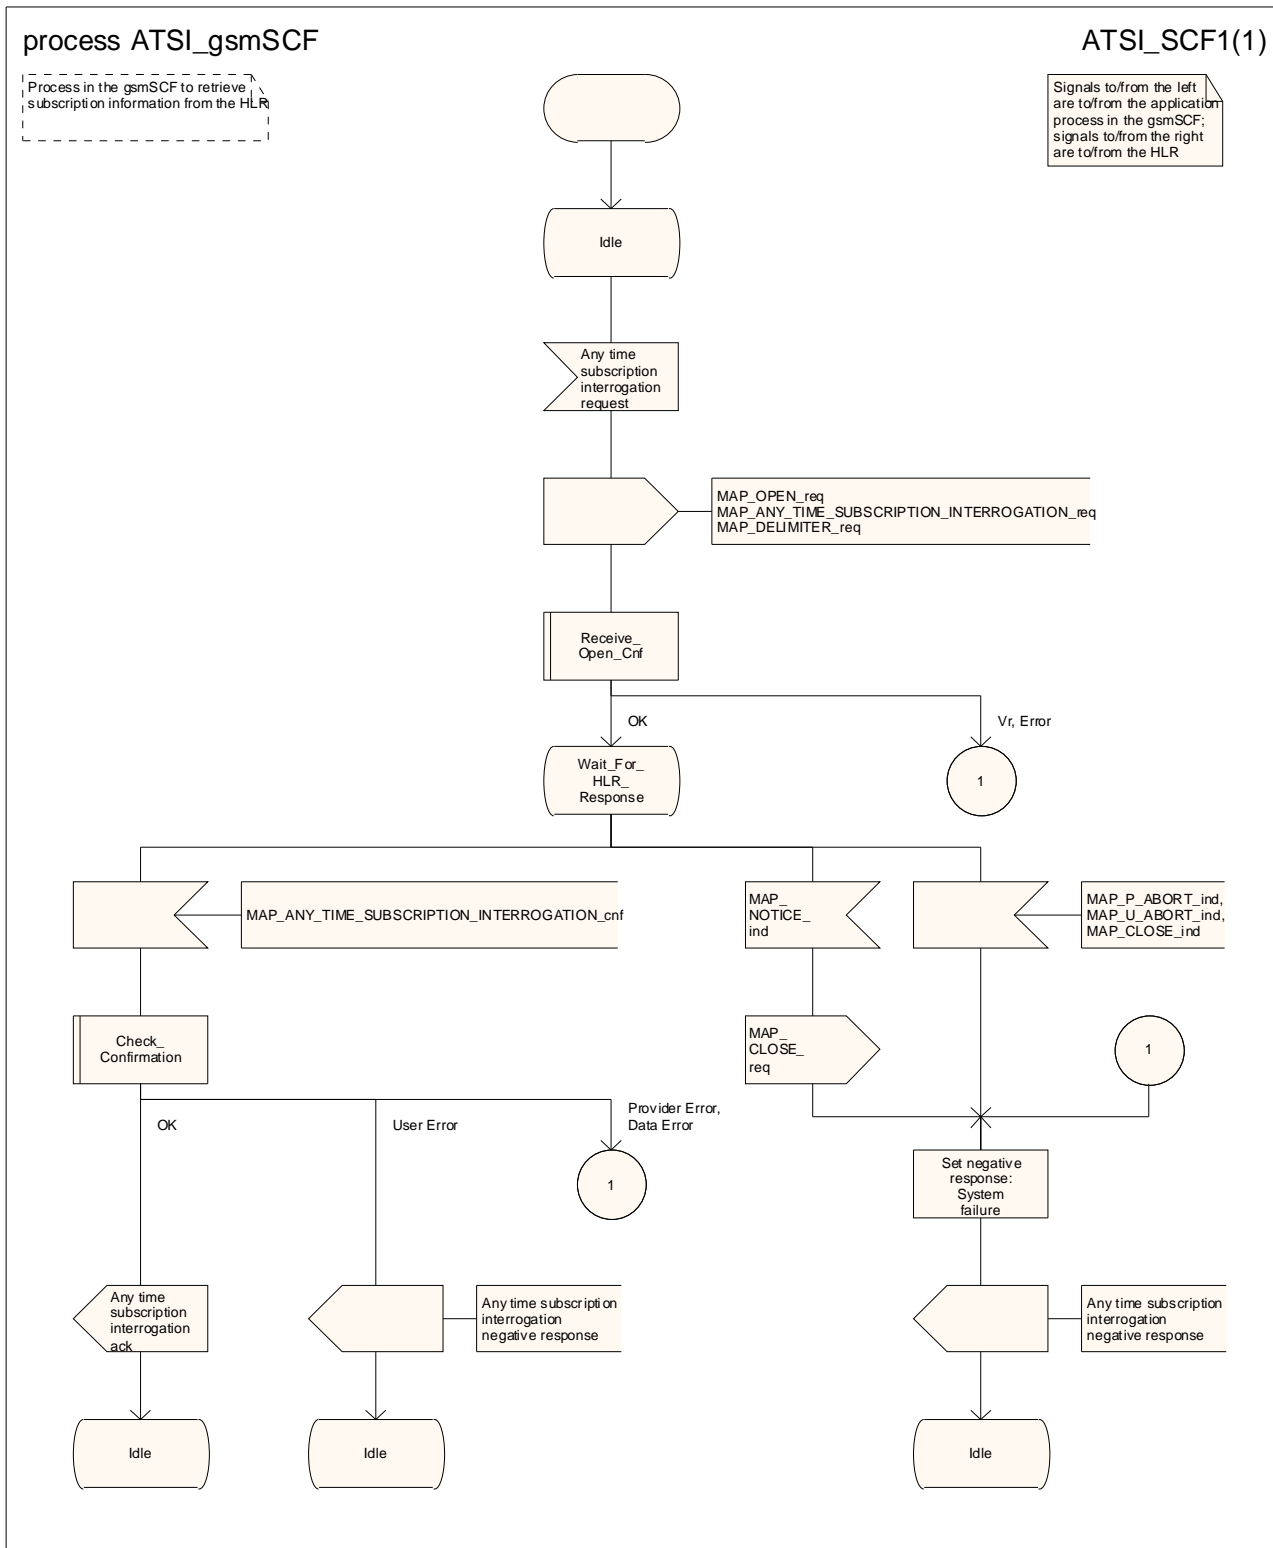 process ATSI_gsmSCF
ATSI_SCF1(1)
Process in the gsmSCF to retrieve
subscription information from the HLR
Signals to/from the left
are to/from the application
process in the gsmSCF;
signals to/from the right
are to/from the HLR
Idle
Any time
subscription
interrogation
request
MAP_OPEN_req
MAP_ANY_TIME_SUBSCRIPTION_INTERROGATION_req
MAP_DELIMITER_req
Receive_
Open_Cnf
OK
Vr, Error
Wait_For_
HLR_
Response
1
MAP_ANY_TIME_SUBSCRIPTION_INTERROGATION_cnf
MAP_
NOTICE_
ind
MAP_P_ABORT_ind,
MAP_U_ABORT_ind,
MAP_CLOSE_ind
Check_
Confirmation
MAP_
CLOSE_
req
1
OK
User Error
Provider Error,
Data Error
1
Set negative
response:
System
failure
Any time
subscription
interrogation
ack
Any time subscription
interrogation
negative response
Any time subscription
interrogation
negative response
Idle
Idle
Idle